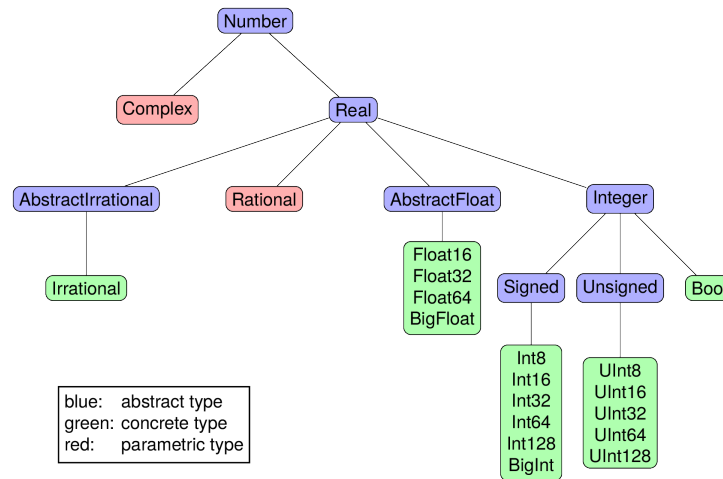 Number
Complex
Real
AbstractIrrational
Rational
AbstractFloat
Integer
Irrational
Float16
Float32
Float64
BigFloat
Signed
Unsigned
Boo
Int8
Int16
Int32
Int64
Int128
BigInt
UInt8
UInt16
UInt32
UInt64
UInt128
blue: abstract type
green: concrete type
red: parametric type